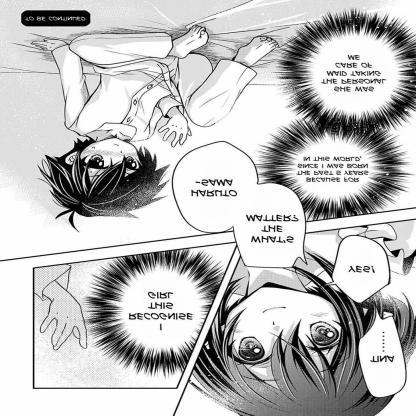 TINA
......
YES!
I
RECOGNISE
THIS
GIRL
WHAT'S
THE
MATTER?
HARUTO
-SAMA
BECAUSE FOR
THE PAST 5 YEARS
SINCE I WAS BORN
IN THIS WORLD,
SHE WAS
THE PERSONAL
MAID TAKING
CARE OF
ME
TO BE CONTINUED